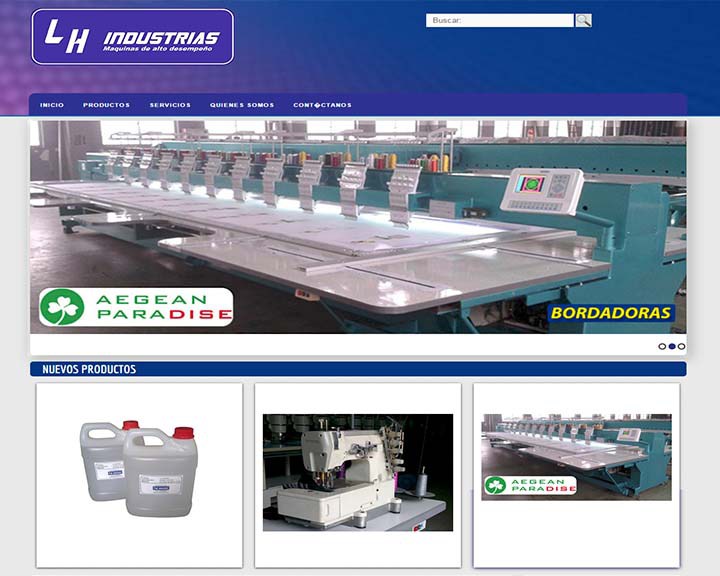 LH INDUSTRIAS
Maquinas de alto desempeño
Buscar:
INICIO PRODUCTOS SERVICIOS QUIENES SOMOS CONT�CTANOS
AEGEAN
PARADISE
BORDADORAS
NUEVOS PRODUCTOS
AEGEAN
PARADISE